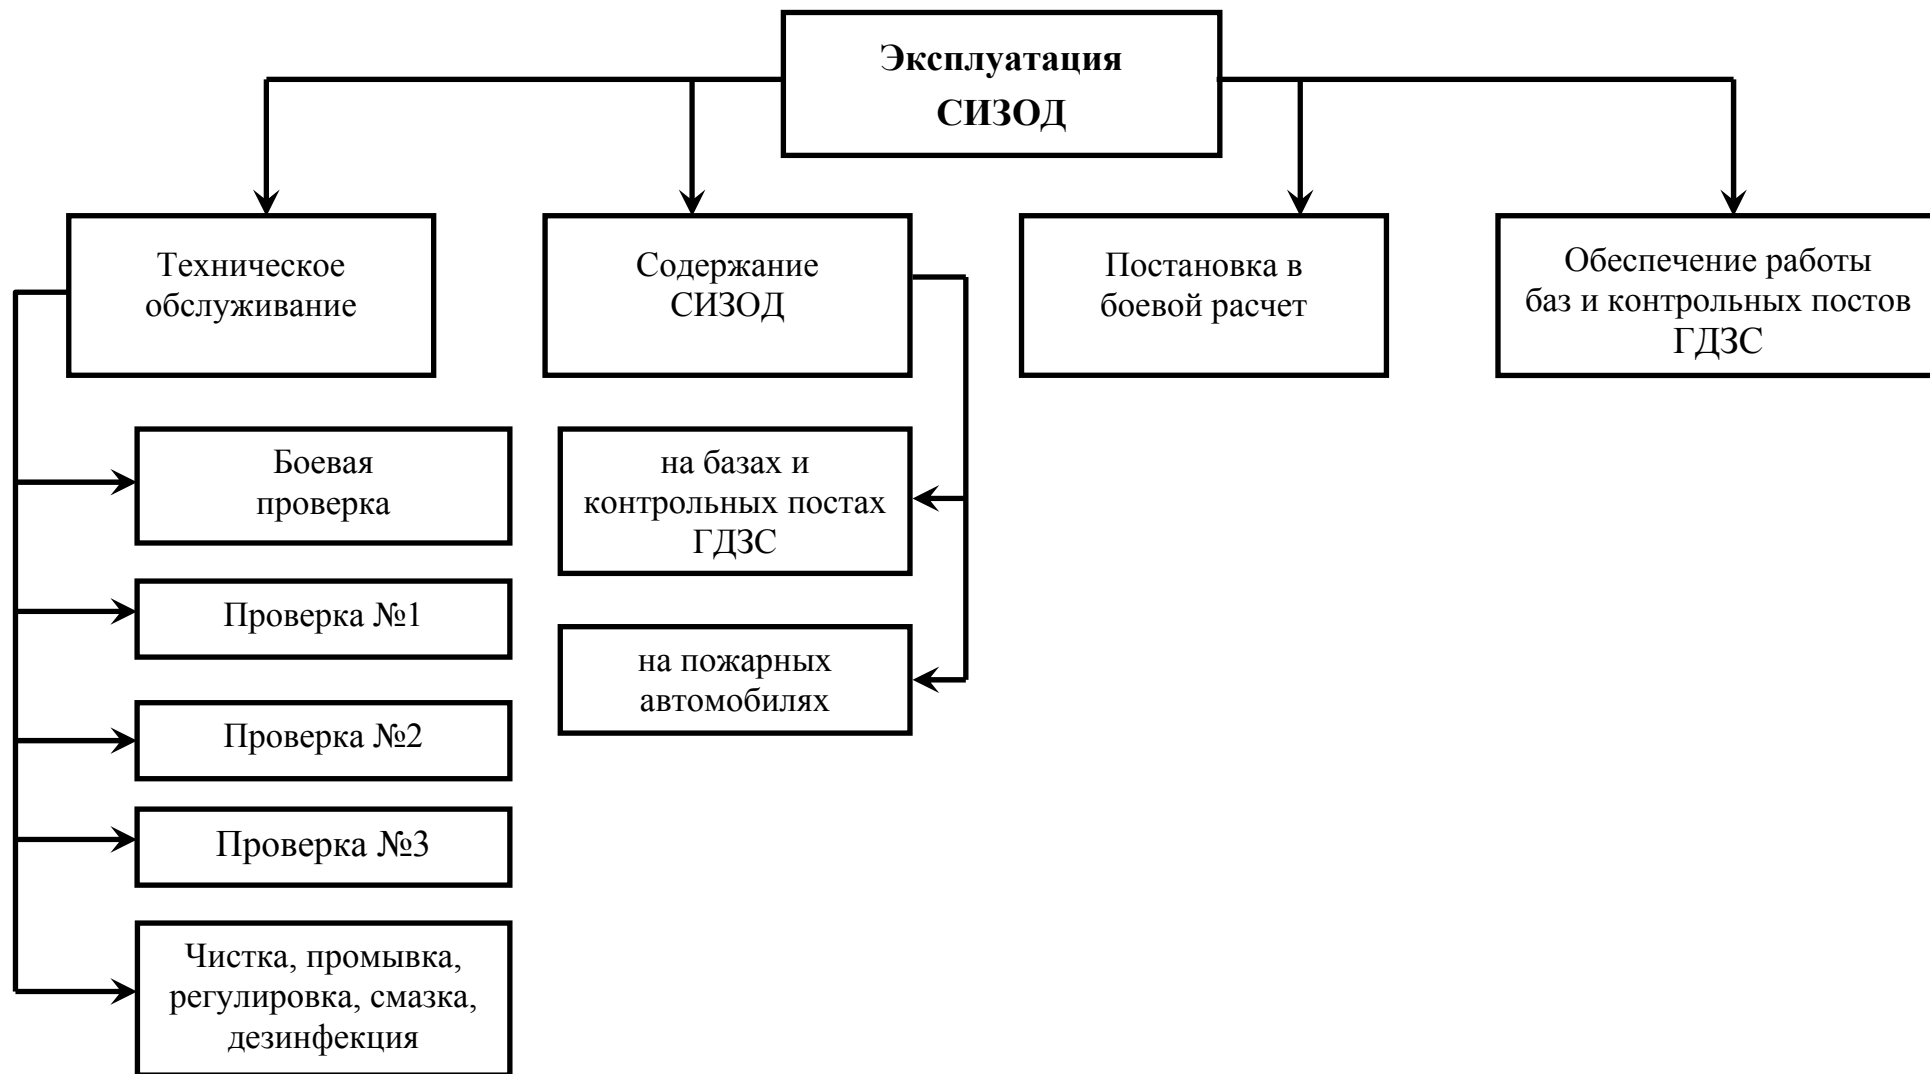 Эксплуатация
СИЗОД
Техническое
обслуживание
Содержание
СИЗОД
Постановка в
боевой расчет
Обеспечение работы
баз и контрольных постов
ГДЗС
Боевая
проверка
Проверка №1
Проверка №2
Проверка №3
Чистка, промывка,
регулировка, смазка,
дезинфекция
на базах и
контрольных постах
ГДЗС
на пожарных
автомобилях